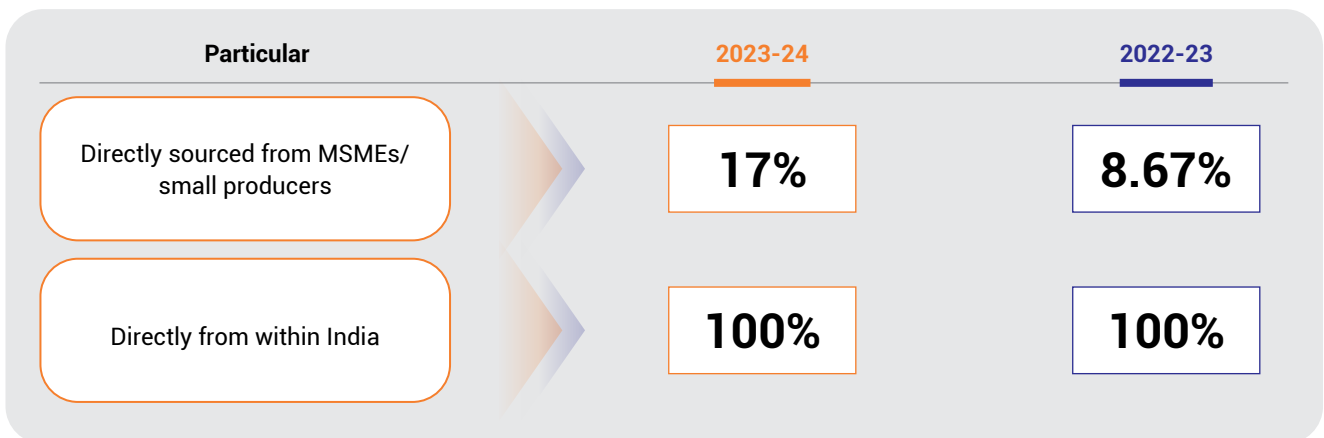 Particular 2023-24 2022-23
Directly sourced from MSMEs/
small producers
17% 8.67%
Directly from within India 100% 100%